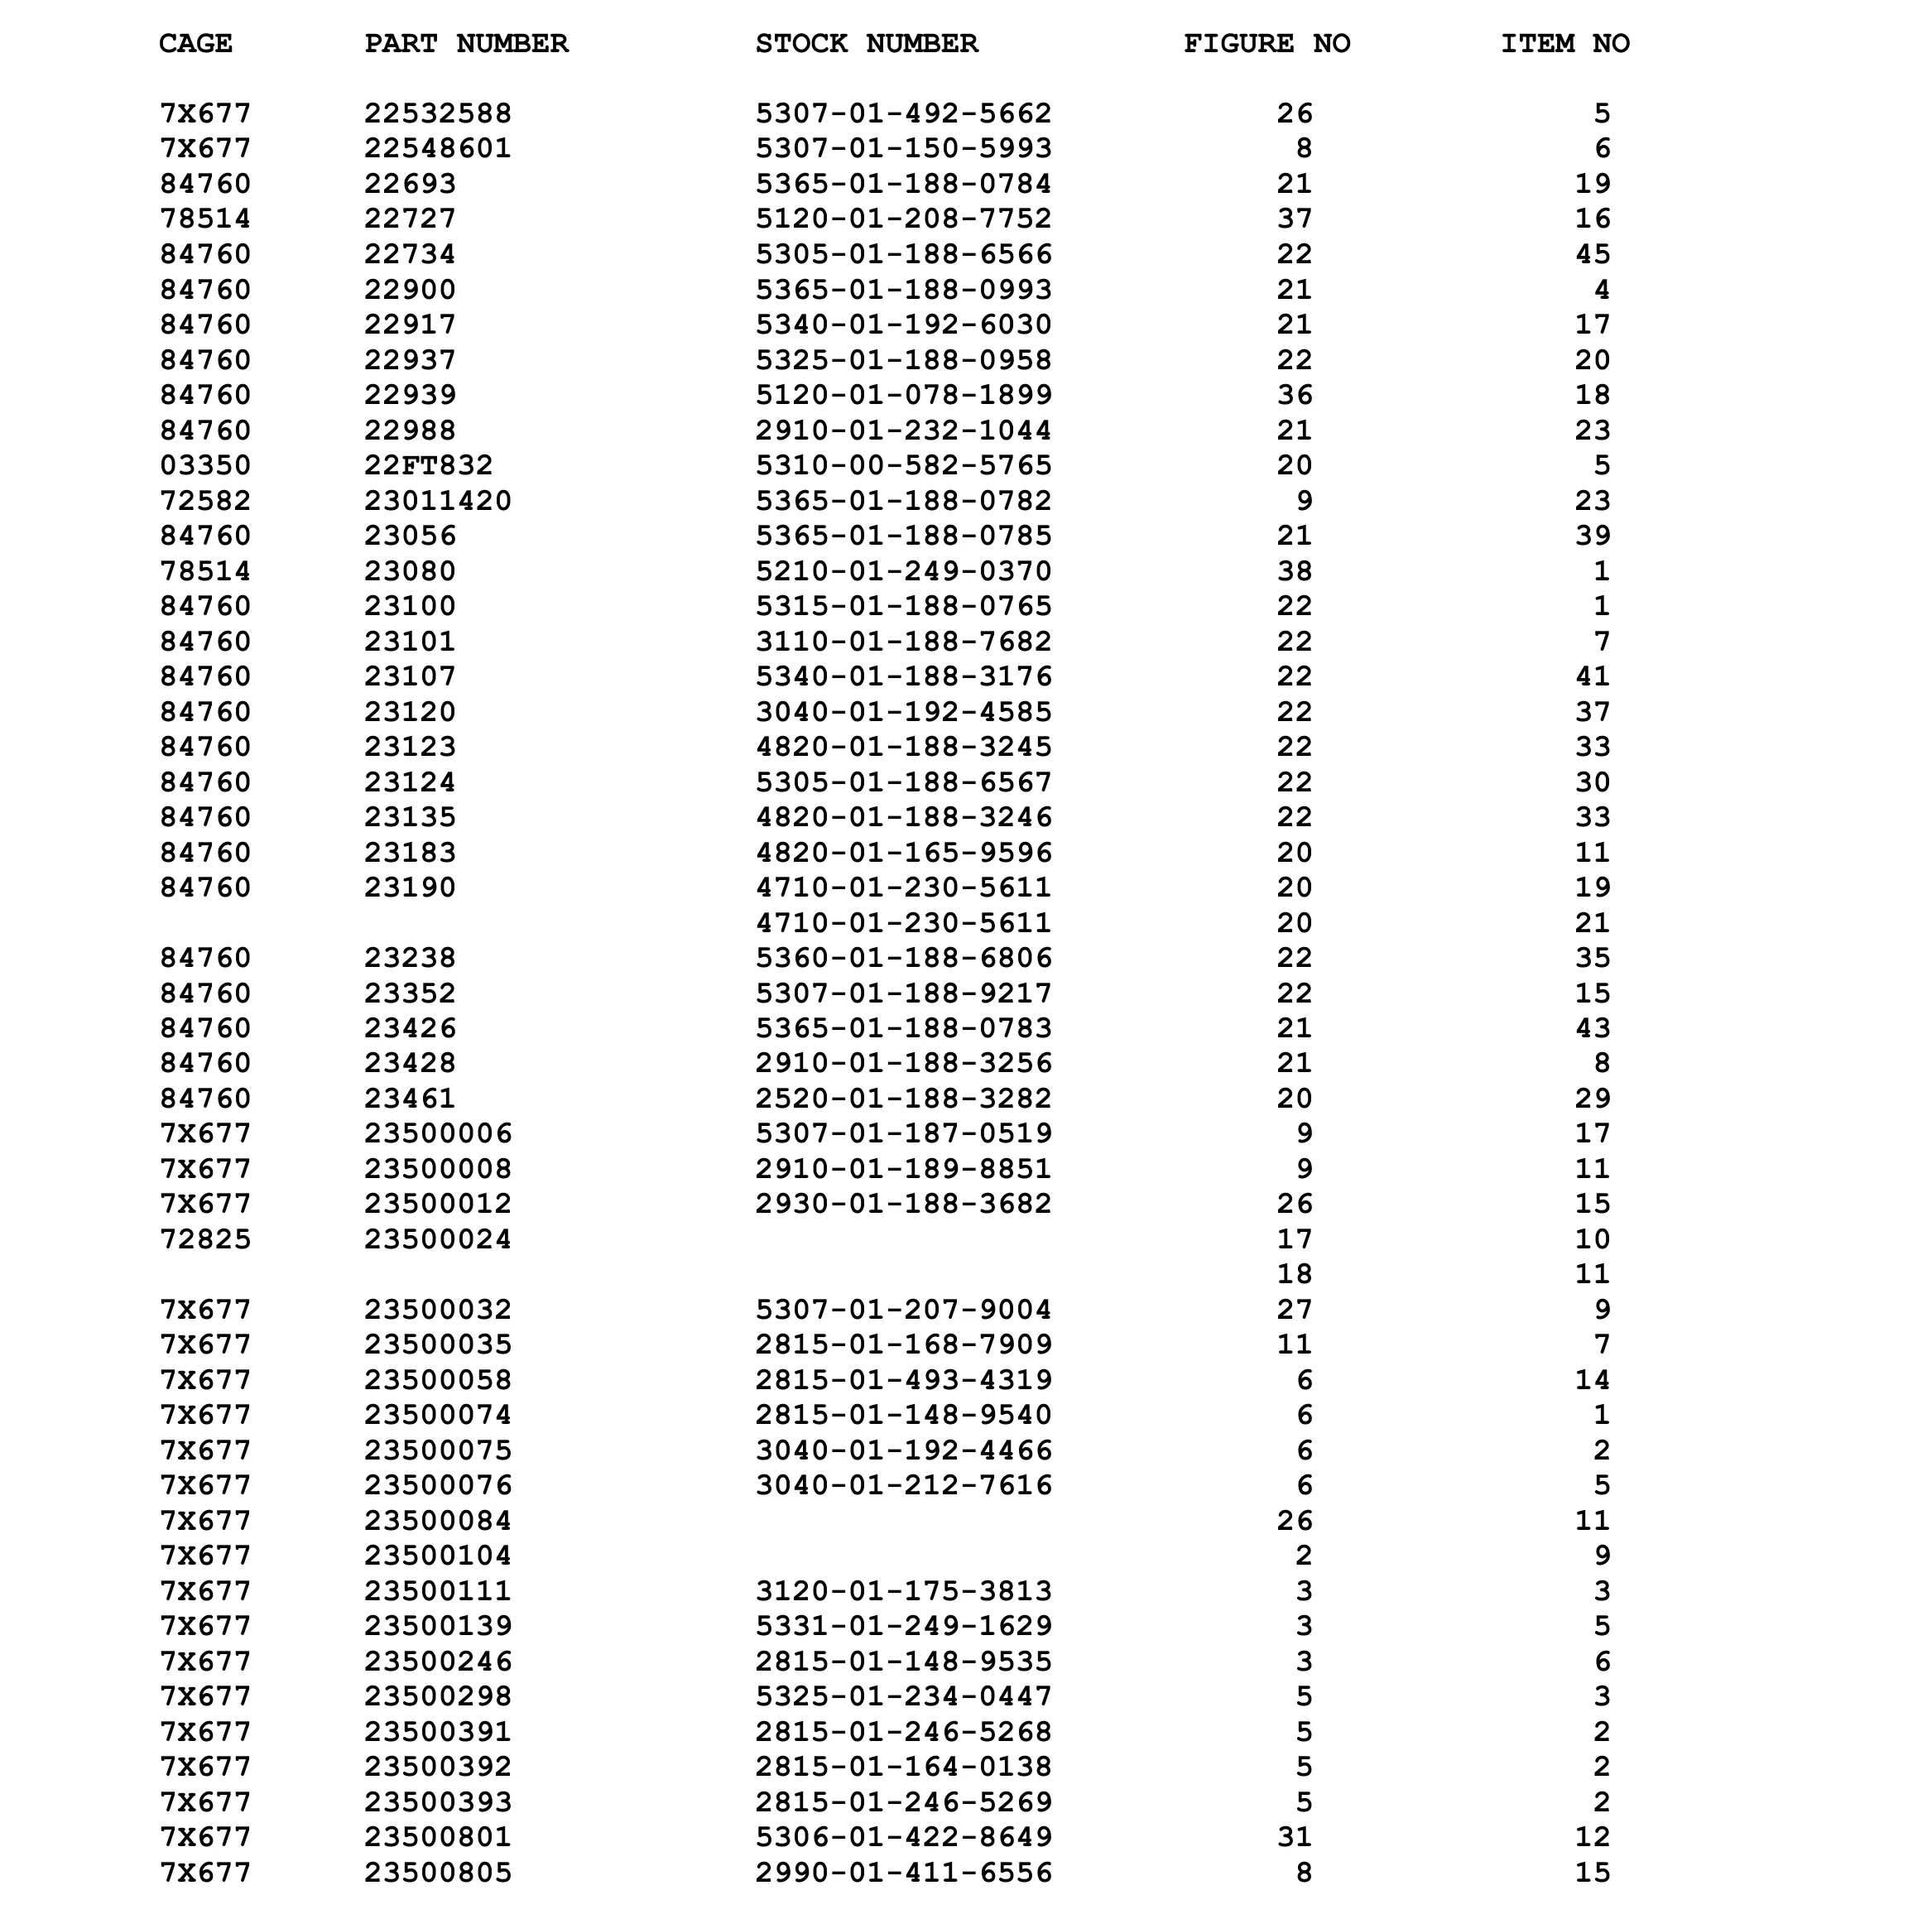 CAGE PART NUMBER STOCK NUMBER FIGURE NO ITEM NO
7X677 22532588 5307-01-492-5662 26 5
7X677 22548601 5307-01-150-5993 8 6
84760 22693 5365-01-188-0784 21 19
78514 22727 5120-01-208-7752 37 16
84760 22734 5305-01-188-6566 22 45
84760 22900 5365-01-188-0993 21 4
84760 22917 5340-01-192-6030 21 17
84760 22937 5325-01-188-0958 22 20
84760 22939 5120-01-078-1899 36 18
84760 22988 2910-01-232-1044 21 23
03350 22FT832 5310-00-582-5765 20 5
72582 23011420 5365-01-188-0782 9 23
84760 23056 5365-01-188-0785 21 39
78514 23080 5210-01-249-0370 38 1
84760 23100 5315-01-188-0765 22 1
84760 23101 3110-01-188-7682 22 7
84760 23107 5340-01-188-3176 22 41
84760 23120 3040-01-192-4585 22 37
84760 23123 4820-01-188-3245 22 33
84760 23124 5305-01-188-6567 22 30
84760 23135 4820-01-188-3246 22 33
84760 23183 4820-01-165-9596 20 11
84760 23190 4710-01-230-5611 20 19
4710-01-230-5611 20 21
84760 23238 5360-01-188-6806 22 35
84760 23352 5307-01-188-9217 22 15
84760 23426 5365-01-188-0783 21 43
84760 23428 2910-01-188-3256 21 8
84760 23461 2520-01-188-3282 20 29
7X677 23500006 5307-01-187-0519 9 17
7X677 23500008 2910-01-189-8851 9 11
7X677 23500012 2930-01-188-3682 26 15
72825 23500024 17 10
18 11
7X677 23500032 5307-01-207-9004 27 9
7X677 23500035 2815-01-168-7909 11 7
7X677 23500058 2815-01-493-4319 6 14
7X677 23500074 2815-01-148-9540 6 1
7X677 23500075 3040-01-192-4466 6 2
7X677 23500076 3040-01-212-7616 6 5
7X677 23500084 26 11
7X677 23500104 2 9
7X677 23500111 3120-01-175-3813 3 3
7X677 23500139 5331-01-249-1629 3 5
7X677 23500246 2815-01-148-9535 3 6
7X677 23500298 5325-01-234-0447 5 3
7X677 23500391 2815-01-246-5268 5 2
7X677 23500392 2815-01-164-0138 5 2
7X677 23500393 2815-01-246-5269 5 2
7X677 23500801 5306-01-422-8649 31 12
7X677 23500805 2990-01-411-6556 8 15